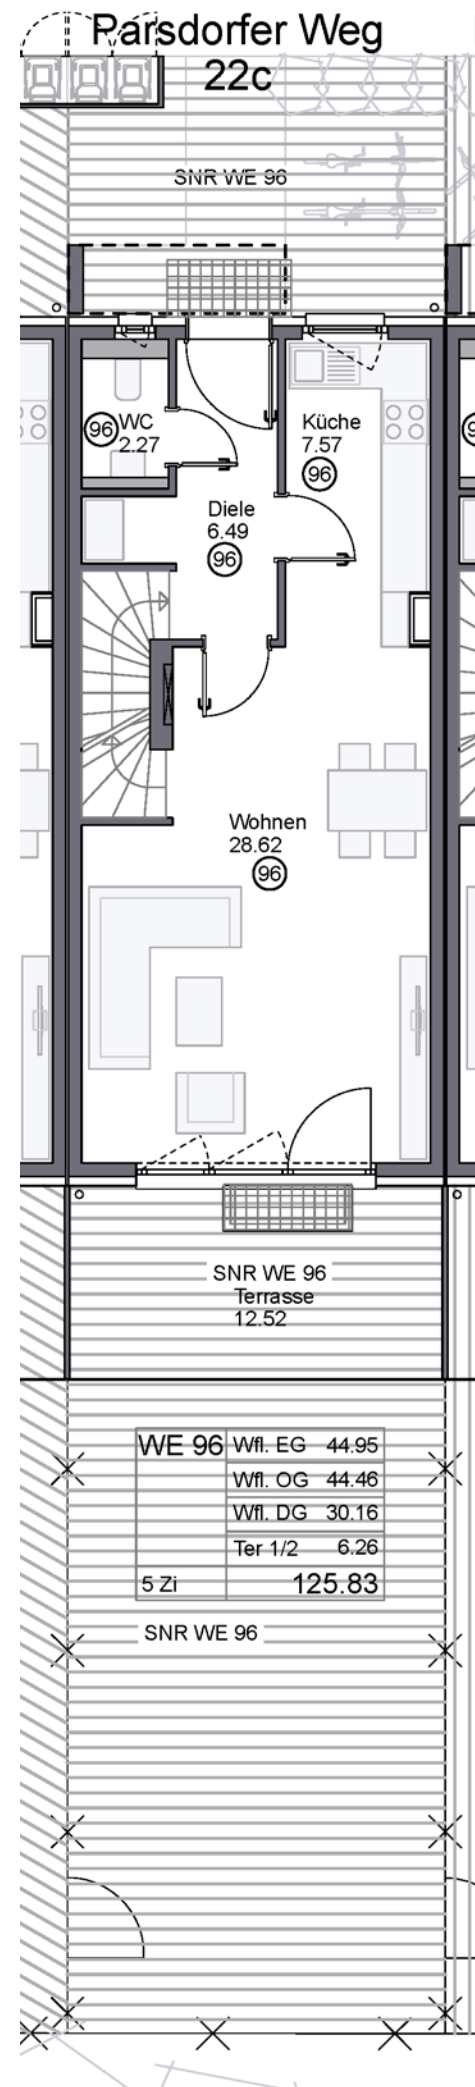 Parsdorfer Weg
22c
SNR WE 96
96
WC
2.27
Küche
7.57
96
Diele
6.49
96
Wohnen
28.62
96
SNR WE 96
Terrasse
12.52
WE 96 Wfl. EG 44.95
Wfl. OG 44.46
Wfl. DG 30.16
Ter 1/2 6.26
5 Zi 125.83
SNR WE 96